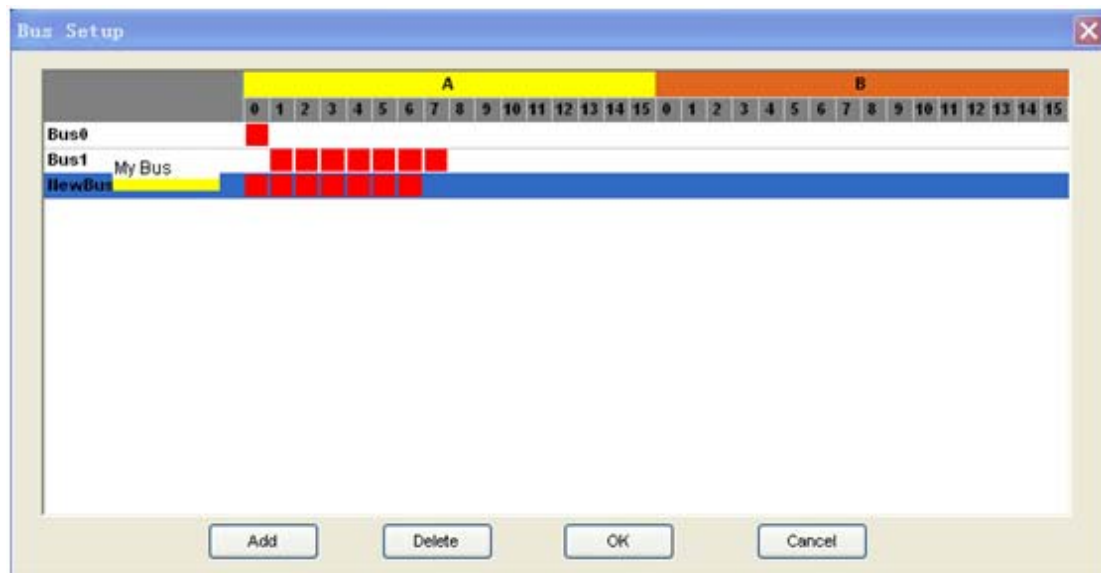 Bus Setup
A B
0 1 2 3 4 5 6 7 8 9 10 11 12 13 14 15 0 1 2 3 4 5 6 7 8 9 10 11 12 13 14 15
Bus0
Bus1
My Bus
NewBus
Add Delete OK Cancel